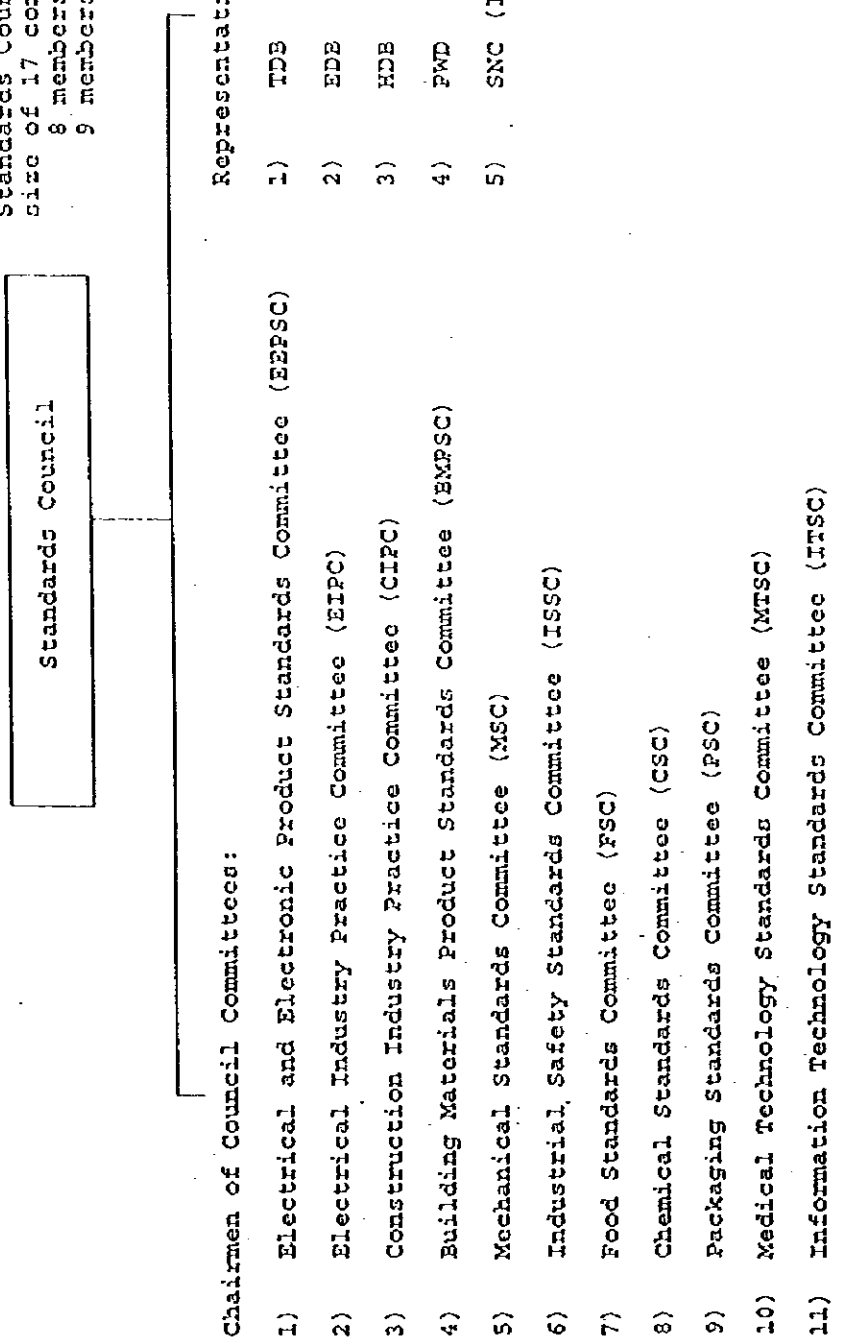 Standards Council
size of 17
8 members
9 members
Standards Council
Chairmen of Council Committees:
1) Electrical and Electronic Product Standards Committee (EEPSC)
2) Electrical Industry Practice Committee (EIPC)
3) Construction Industry Practice Committee (CIPC)
4) Building Materials Product Standards Committee (BMPSC)
5) Mechanical Standards Committee (MSC)
6) Industrial Safety Standards Committee (ISSC)
7) Food Standards Committee (FSC)
8) Chemical Standards Committee (CSC)
9) Packaging Standards Committee (PSC)
10) Medical Technology Standards Committee (MTSC)
11) Information Technology Standards Committee (ITSC)
Representat
1) TDB
2) EDB
3) HDB
4) PWD
5) SNC